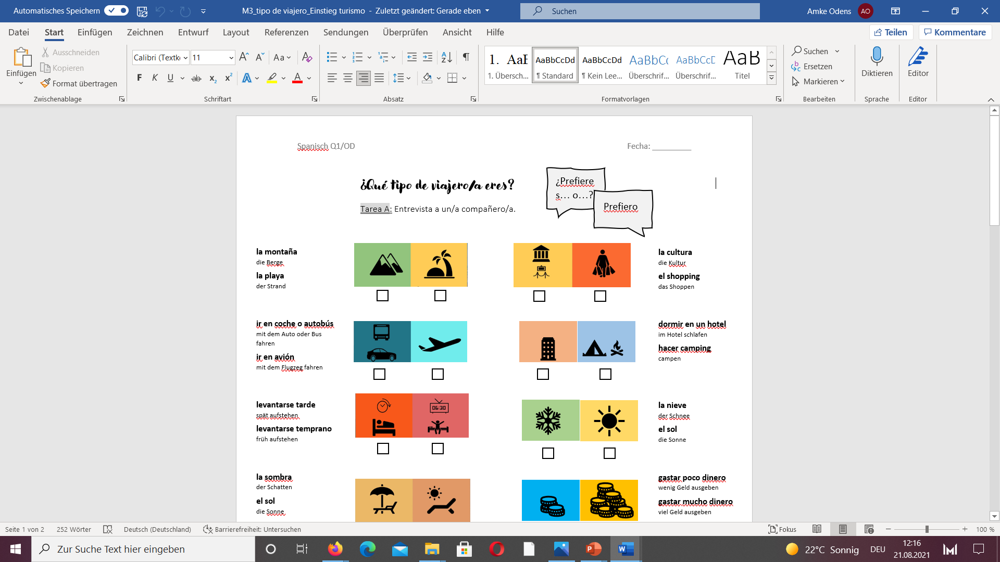 Automatisches Speichern
M3_tipo de viajero_Einstieg turismo - Zuletzt geändert: Gerade eben
Suchen
Amke Odens
AO
Datei Start Einfügen Zeichnen Entwurf Layout Referenzen Sendungen Überprüfen Ansicht Hilfe
Teilen
Kommentare
Einfügen
Ausschneiden
Kopieren
Format übertragen
Zwischenablage
Calibri (Textk
11
Schriftart
Absatz
1. Übersch...
¶ Standard
¶ Kein Lee...
Überschrif...
Überschrif...
Titel
Formatvorlagen
Suchen
Ersetzen
Markieren
Bearbeiten
Diktieren
Sprache
Editor
Editor
Spanisch Q1/OD
Fecha: _________
¿Qué tipo de viajero/a eres?
Tarea A: Entrevista a un/a compañero/a.
¿Prefiere
s... o...?
Prefiero
la montaña
die Berge
la playa
der Strand
la cultura
die Kultur
el shopping
das Shoppen
ir en coche o autobús
mit dem Auto oder Bus
fahren
ir en avión
mit dem Flugzeg fahren
dormir en un hotel
im Hotel schlafen
hacer camping
campen
levantarse tarde
spät aufstehen
levantarse temprano
früh aufstehen
06:30
la nieve
der Schnee
el sol
die Sonne
la sombra
der Schatten
el sol
die Sonne
gastar poco dinero
wenig Geld ausgeben
gastar mucho dinero
viel Geld ausgeben
Seite 1 von 2
252 Wörter
Deutsch (Deutschland)
Barrierefreiheit: Untersuchen
Fokus
100 %
Zur Suche Text hier eingeben
22°C Sonnig
DEU
12:16
21.08.2021